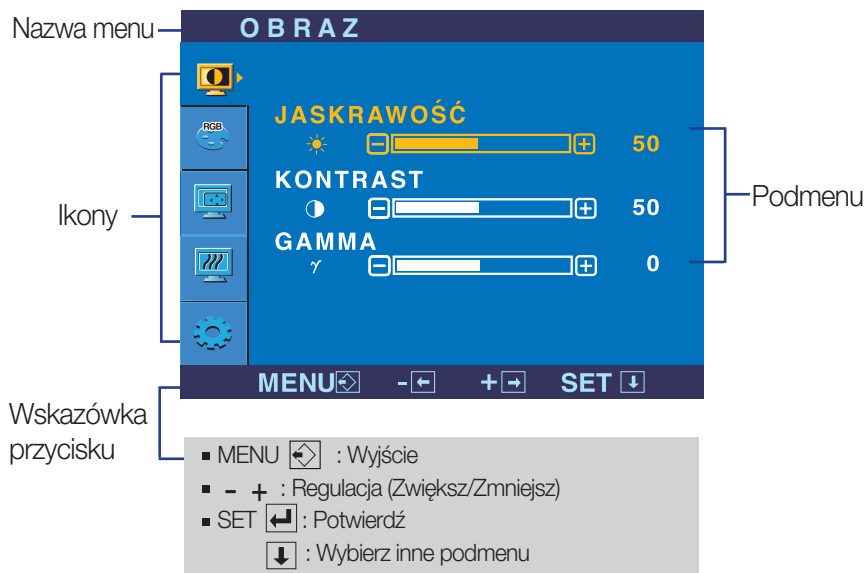 Nazwa menu
OBRAZ
RGB
JASKRAWOŚĆ
50
KONTRAST
50
GAMMA
γ
0
Ikony
Podmenu
MENU - + SET
Wskazówka
przycisku
MENU : Wyjście
- + : Regulacja (Zwiększ/Zmniejsz)
SET : Potwierdź
: Wybierz inne podmenu